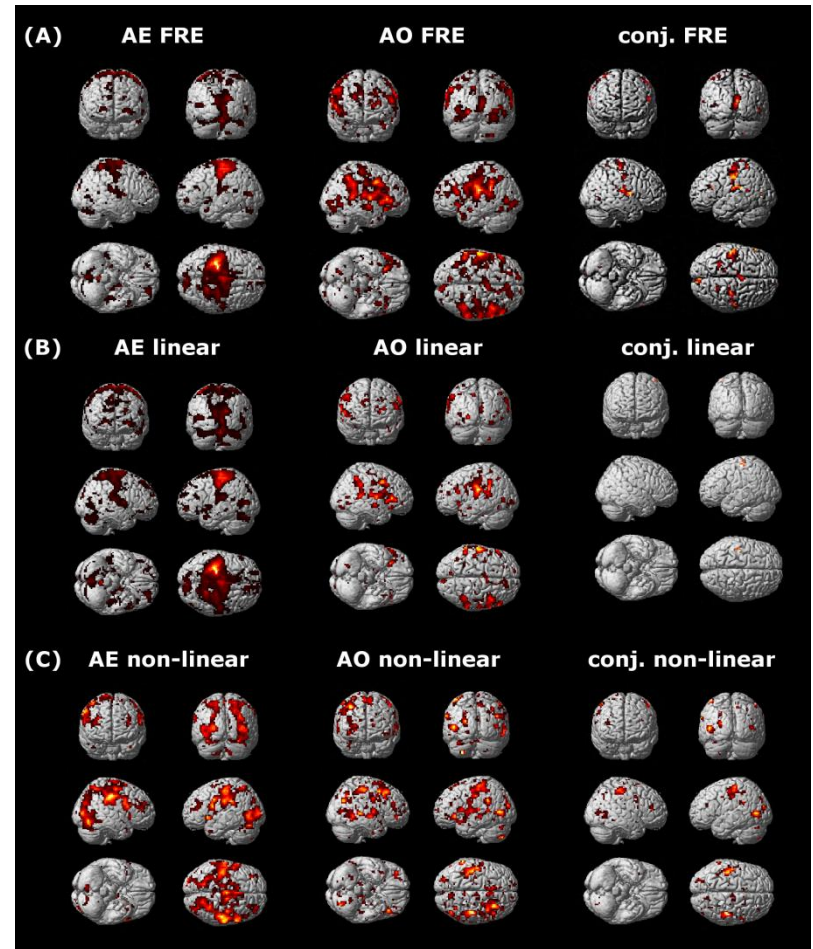 (A) AE FRE AO FRE conj. FRE
(B) AE linear AO linear conj. linear
(C) AE non-linear AO non-linear conj. non-linear